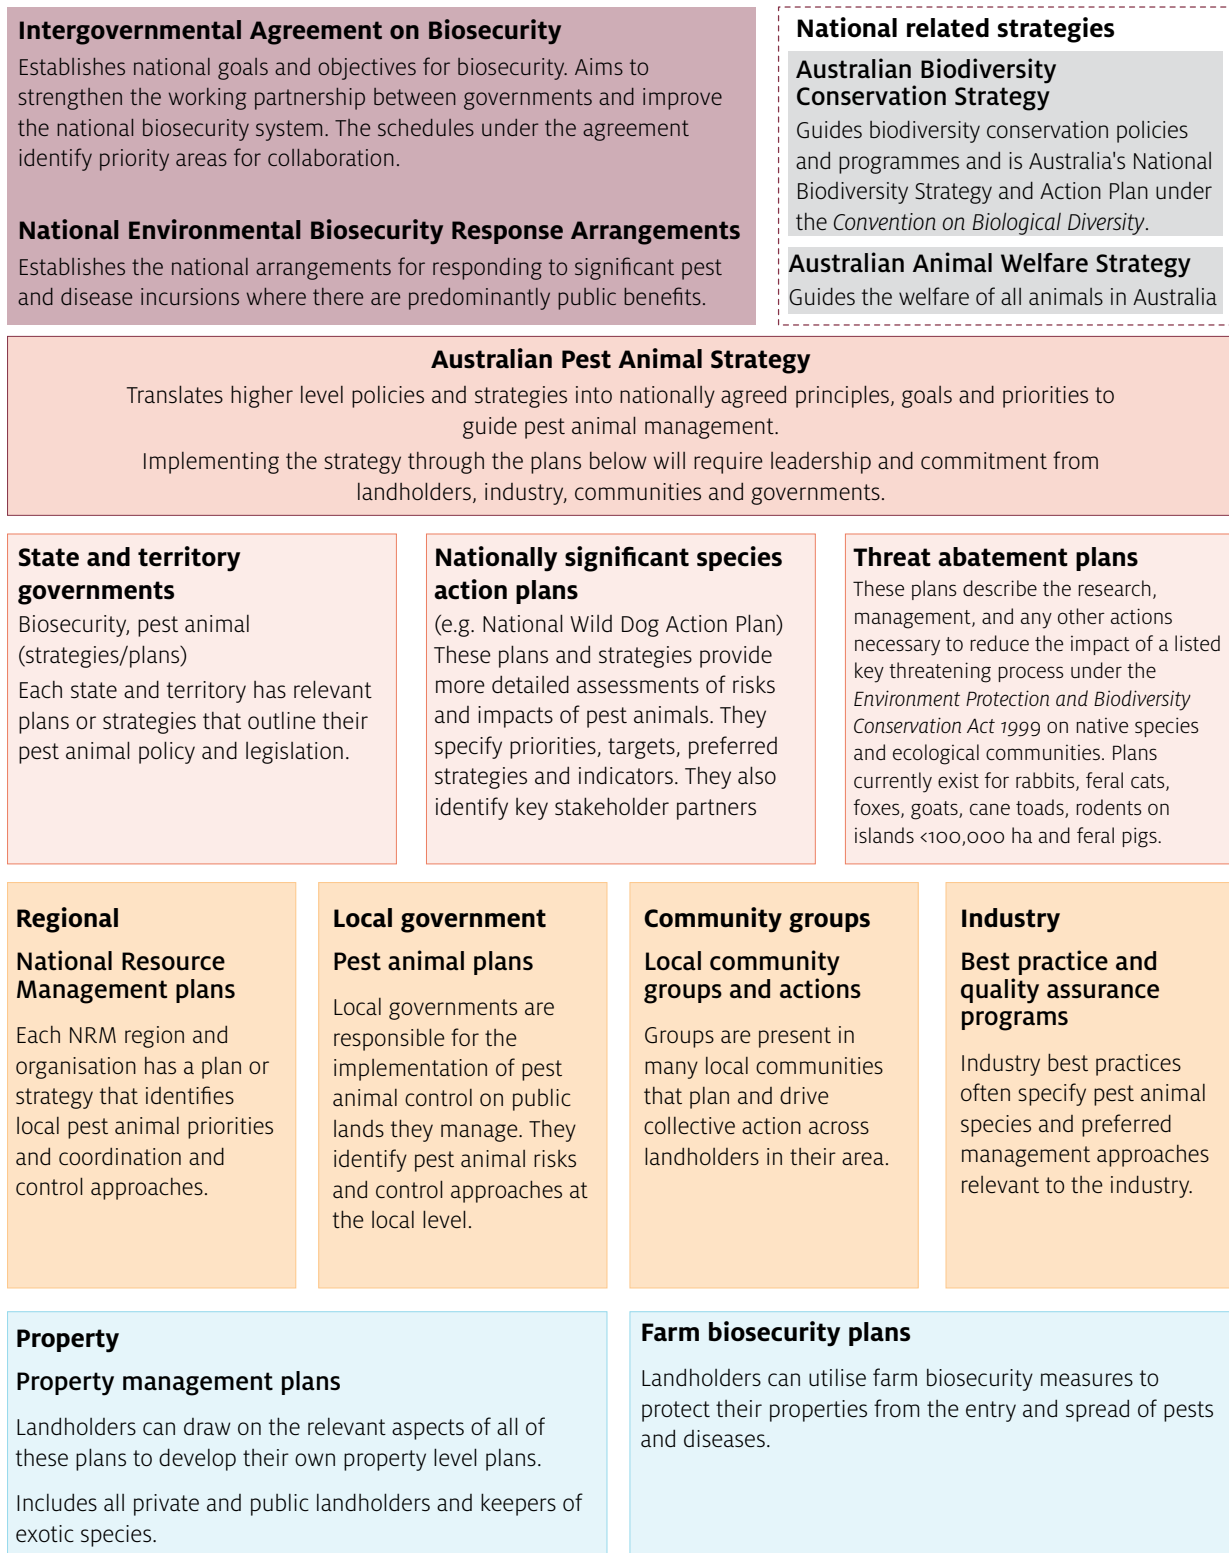 Intergovernmental Agreement on Biosecurity
Establishes national goals and objectives for biosecurity. Aims to
strengthen the working partnership between governments and improve
the national biosecurity system. The schedules under the agreement
identify priority areas for collaboration.
National Environmental Biosecurity Response Arrangements
Establishes the national arrangements for responding to significant pest
and disease incursions where there are predominantly public benefits.
National related strategies
Australian Biodiversity
Conservation Strategy
Guides biodiversity conservation policies
and programmes and is Australia's National
Biodiversity Strategy and Action Plan under
the Convention on Biological Diversity.
Australian Animal Welfare Strategy
Guides the welfare of all animals in Australia
Australian Pest Animal Strategy
Translates higher level policies and strategies into nationally agreed principles, goals and priorities to
guide pest animal management.
Implementing the strategy through the plans below will require leadership and commitment from
landholders, industry, communities and governments.
State and territory
governments
Biosecurity, pest animal
(strategies/plans)
Each state and territory has relevant
plans or strategies that outline their
pest animal policy and legislation.
Nationally significant species
action plans
(e.g. National Wild Dog Action Plan)
These plans and strategies provide
more detailed assessments of risks
and impacts of pest animals. They
specify priorities, targets, preferred
strategies and indicators. They also
identify key stakeholder partners
Threat abatement plans
These plans describe the research,
management, and any other actions
necessary to reduce the impact of a listed
key threatening process under the
Environment Protection and Biodiversity
Conservation Act 1999 on native species
and ecological communities. Plans
currently exist for rabbits, feral cats,
foxes, goats, cane toads, rodents on
islands <100,000 ha and feral pigs.
Regional
National Resource
Management plans
Each NRM region and
organisation has a plan or
strategy that identifies
local pest animal priorities
and coordination and
control approaches.
Local government
Pest animal plans
Local governments are
responsible for the
implementation of pest
animal control on public
lands they manage. They
identify pest animal risks
and control approaches at
the local level.
Community groups
Local community
groups and actions
Groups are present in
many local communities
that plan and drive
collective action across
landholders in their area.
Industry
Best practice and
quality assurance
programs
Industry best practices
often specify pest animal
species and preferred
management approaches
relevant to the industry.
Property
Property management plans
Landholders can draw on the relevant aspects of all of
these plans to develop their own property level plans.
Includes all private and public landholders and keepers of
exotic species.
Farm biosecurity plans
Landholders can utilise farm biosecurity measures to
protect their properties from the entry and spread of pests
and diseases.